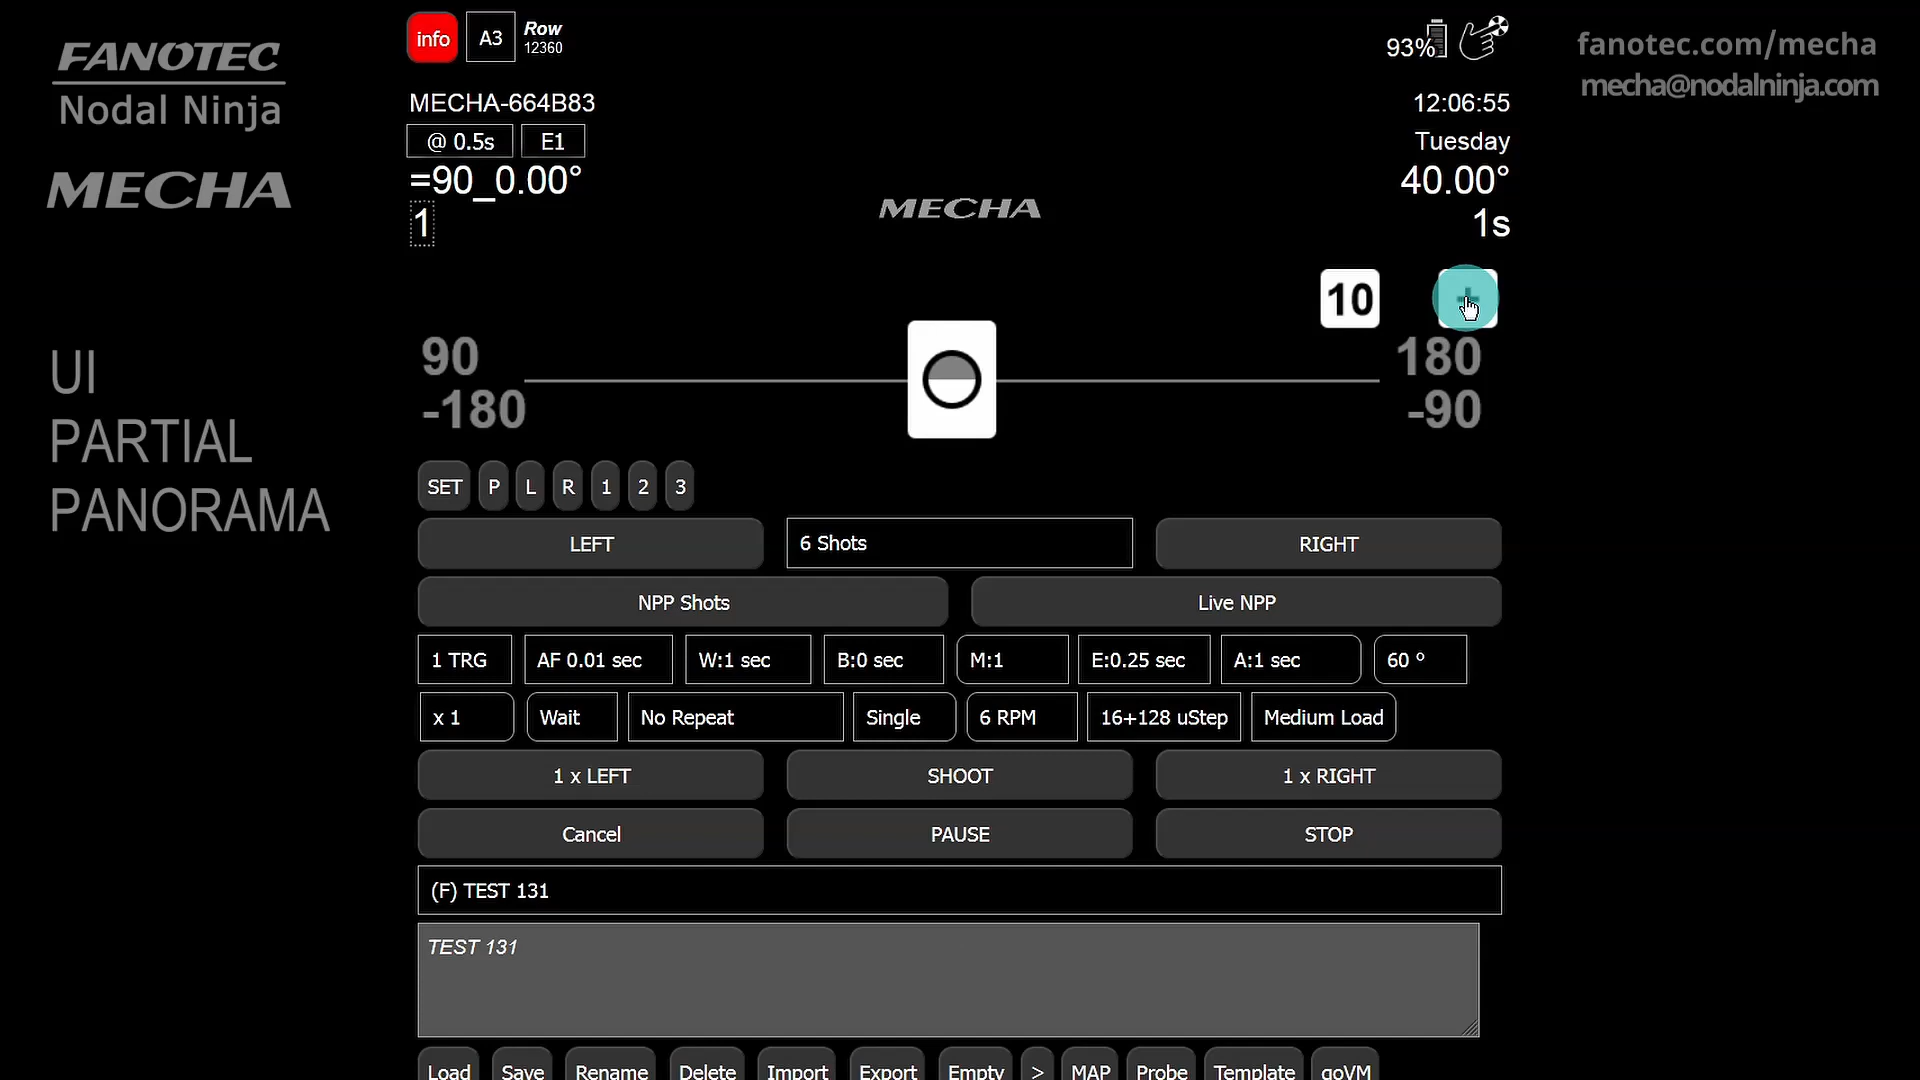 FANOTEC
Nodal Ninja
MECHA
UI
PARTIAL
PANORAMA
info
A3
Row
12360
93%
fanotec.com/mecha
mecha@nodalninja.com
MECHA-664B83
12:06:55
@ 0.5s
E1
Tuesday
=90_0.00°
40.00°
1
MECHA
1s
10
+
90
180
-180
-90
SET
P
L
R
1
2
3
LEFT
6 Shots
RIGHT
NPP Shots
Live NPP
1 TRG
AF 0.01 sec
W:1 sec
B:0 sec
M:1
E:0.25 sec
A:1 sec
60 °
x 1
Wait
No Repeat
Single
6 RPM
16+128 uStep
Medium Load
1 x LEFT
SHOOT
1 x RIGHT
Cancel
PAUSE
STOP
(F) TEST 131
TEST 131
Load
Save
Rename
Delete
Import
Export
Empty
>
MAP
Probe
Template
goVM